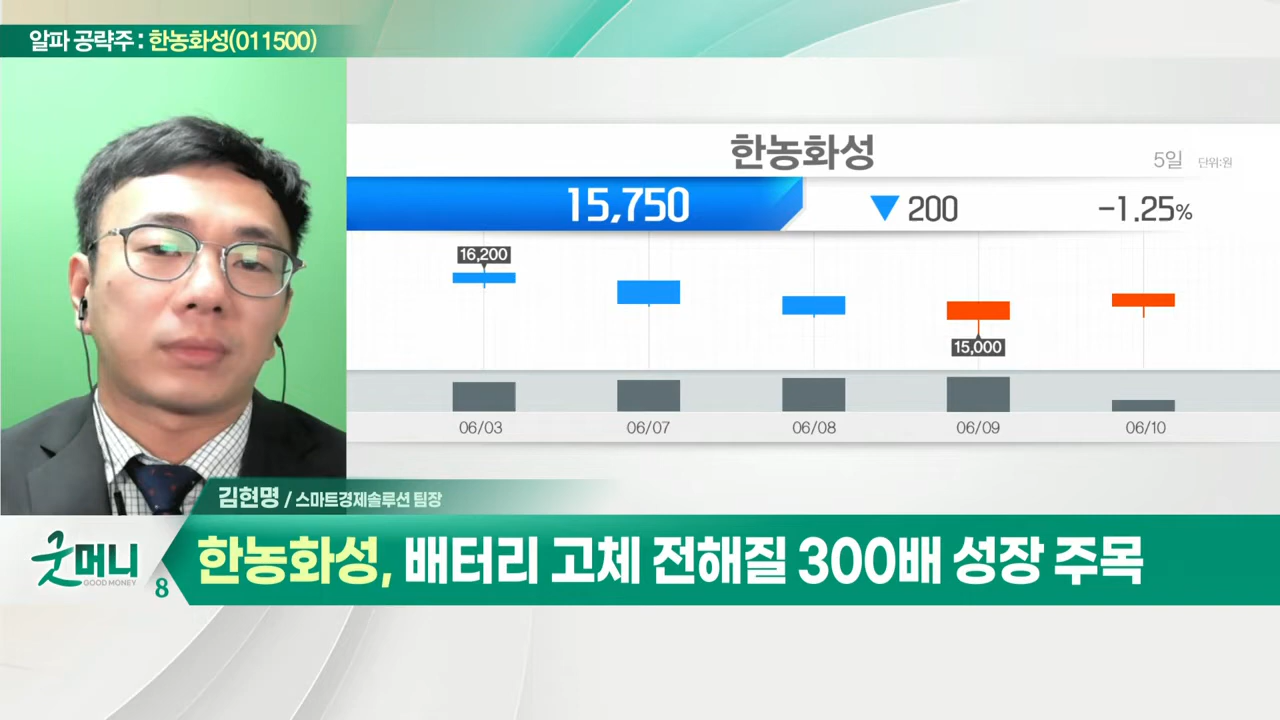 알파 공략주 : 한농화성(011500)
한농화성
5일 단위:원
15,750 ▼ 200 -1.25%
16,200
15,000
06/03 06/07 06/08 06/09 06/10
김현명 / 스마트경제솔루션 팀장
굿머니
GOOD MONEY
8
한농화성, 배터리 고체 전해질 300배 성장 주목